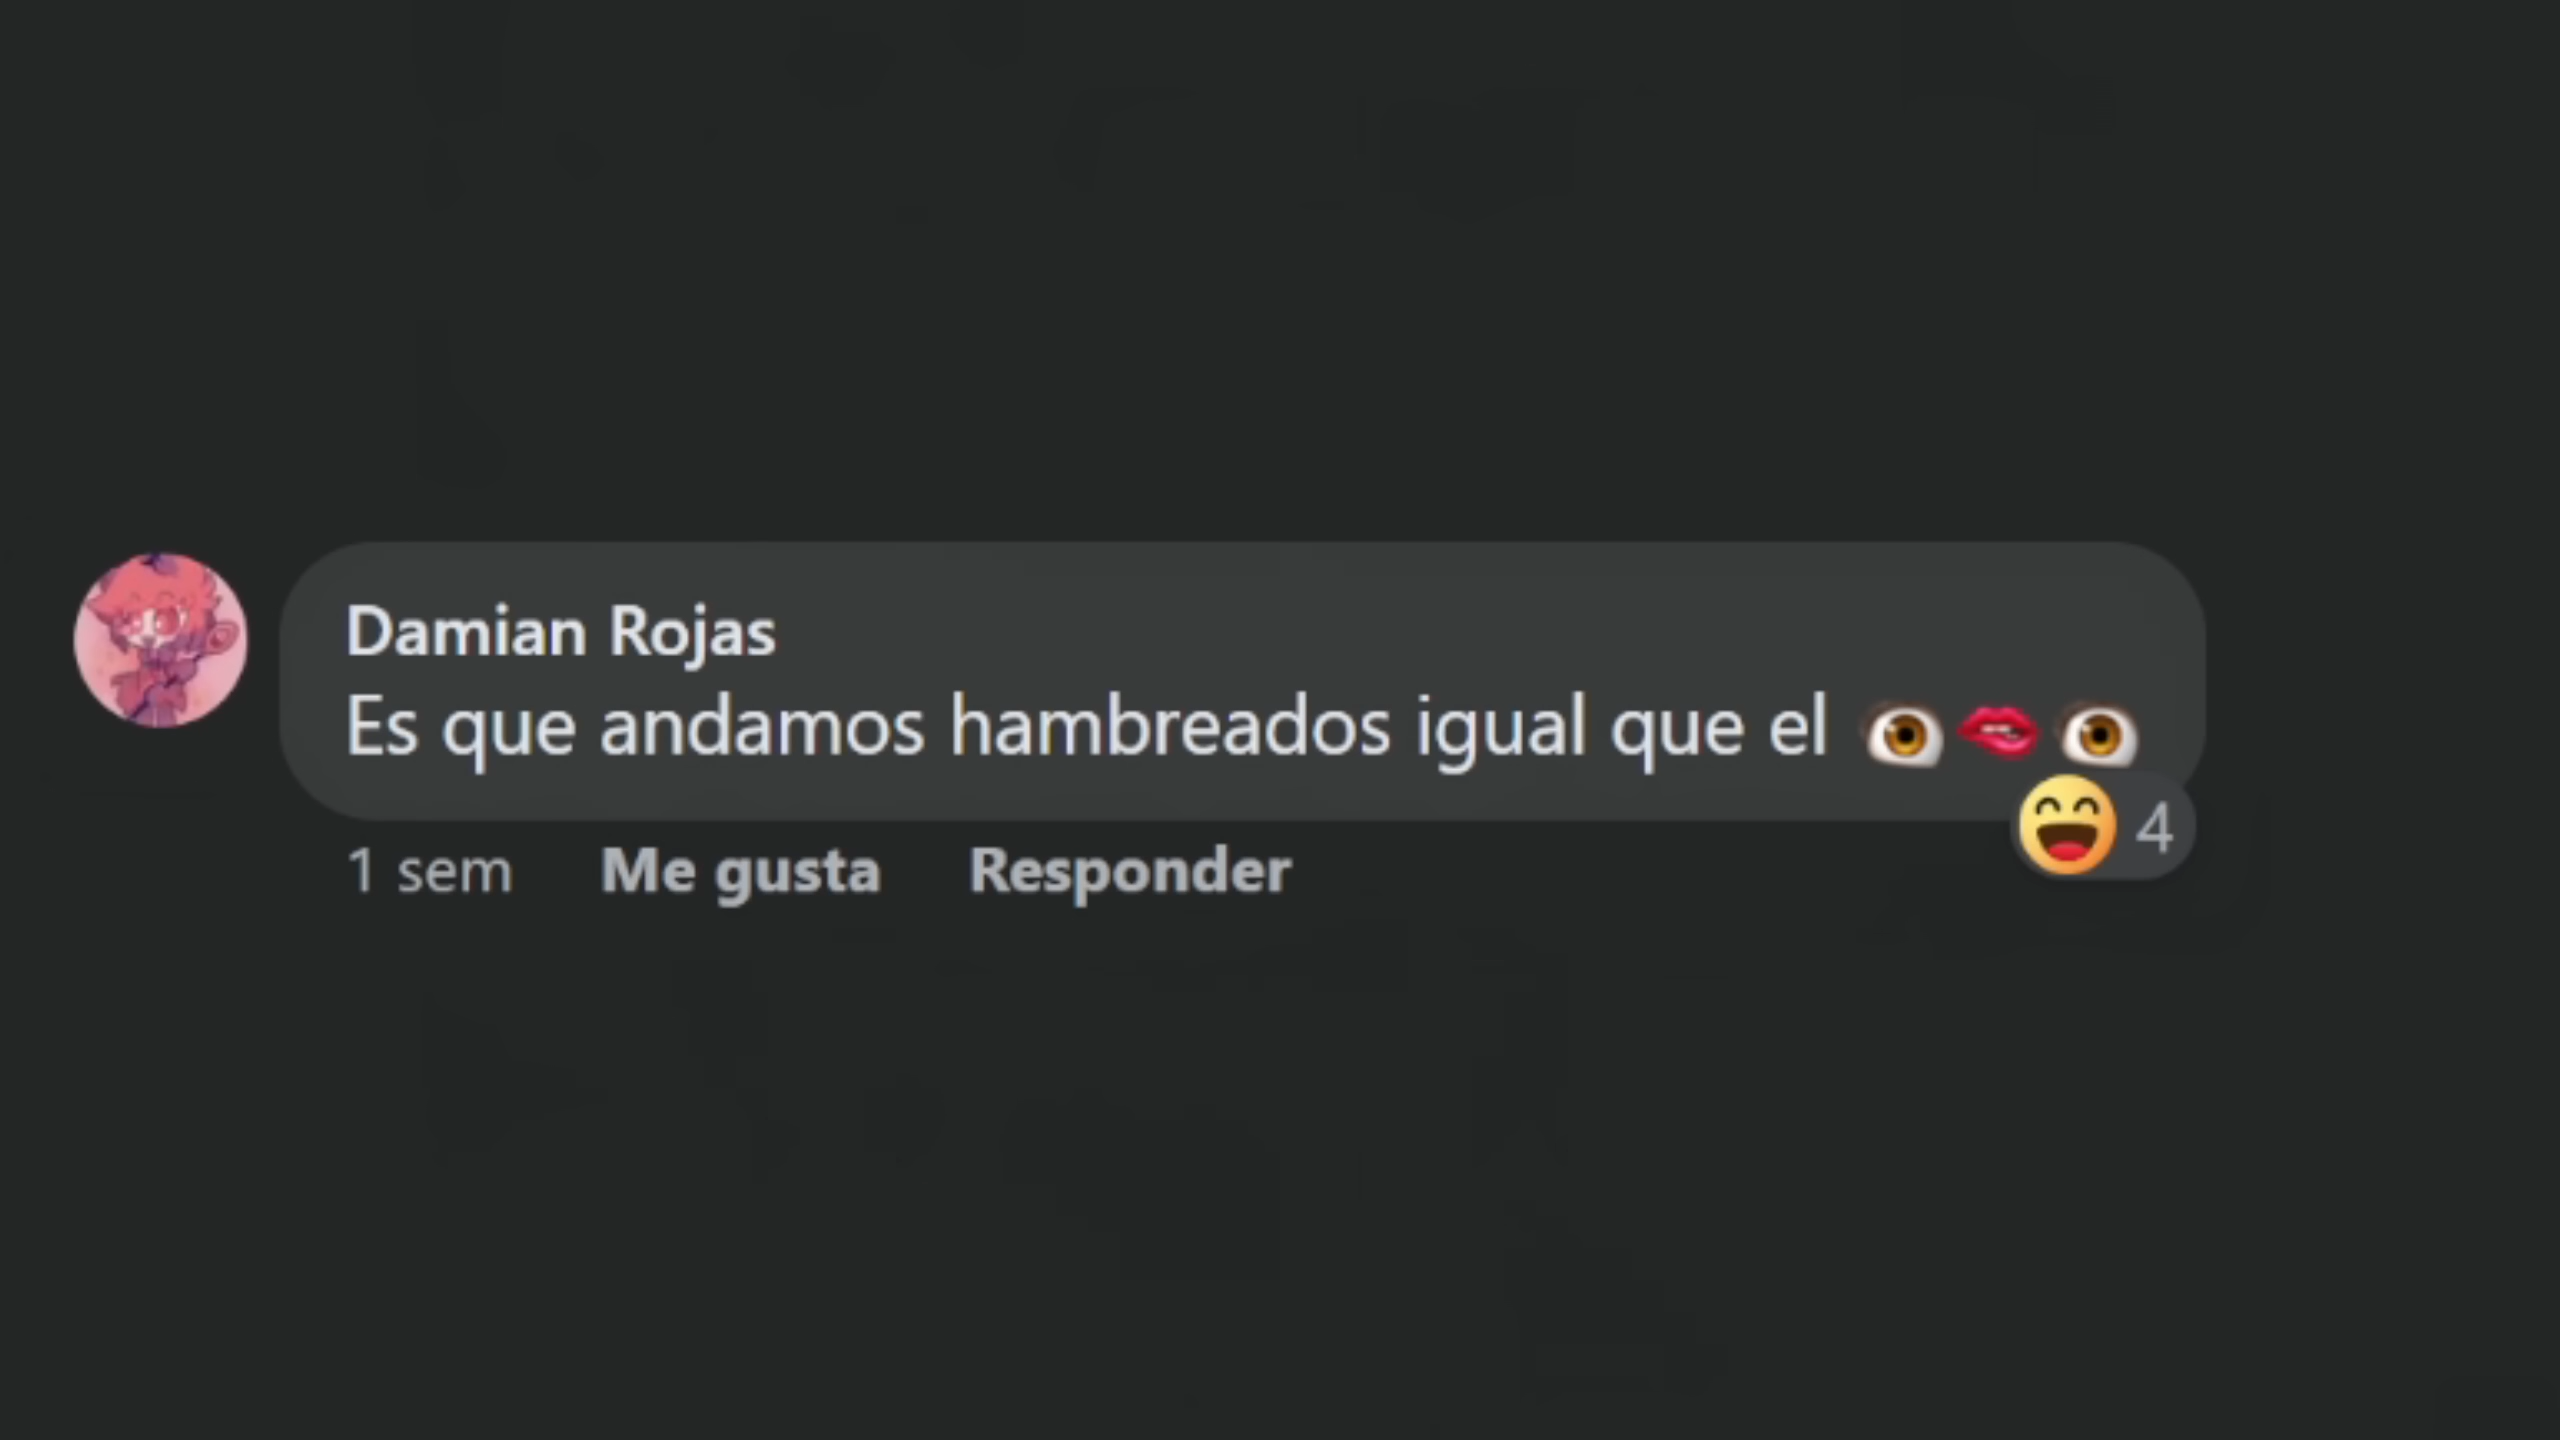 Damian Rojas
Es que andamos hambreados igual que el 👁️🫦👁️
1 sem Me gusta Responder
4